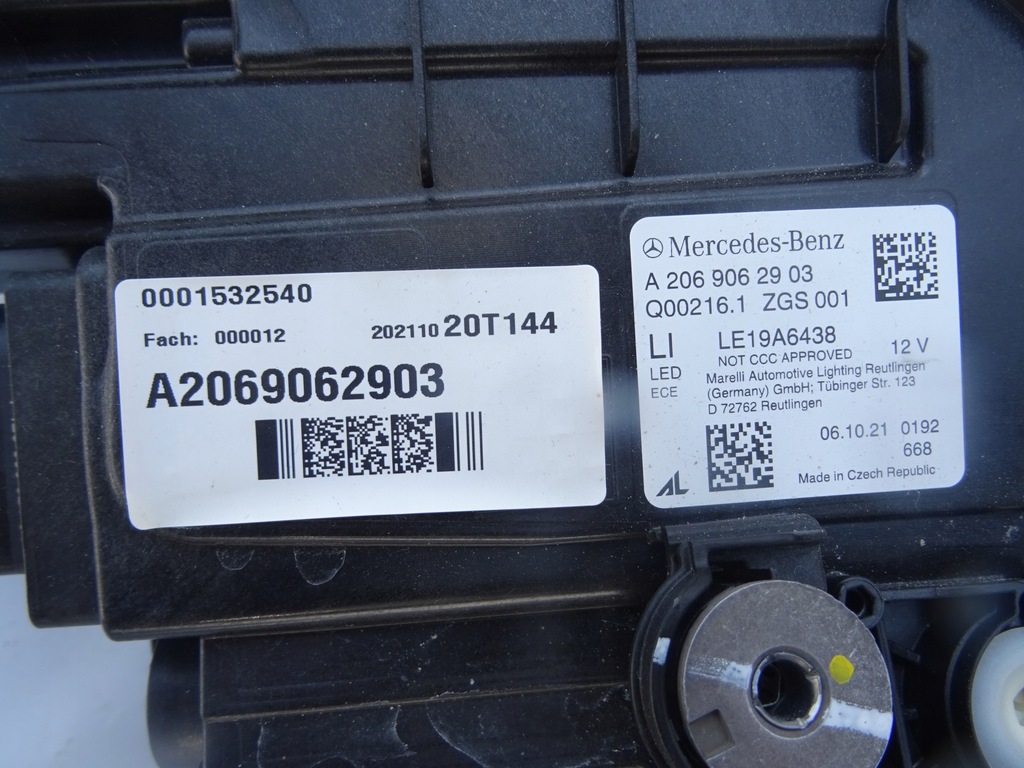 0001532540
Fach: 000012 202110 20T144
A2069062903
Mercedes-Benz
A 206 906 29 03
Q00216.1 ZGS 001
LI LE19A6438
NOT CCC APPROVED 12 V
LED Marelli Automotive Lighting Reutlingen
ECE (Germany) GmbH; Tübinger Str. 123
D 72762 Reutlingen
06.10.21 0192
668
AL Made in Czech Republic